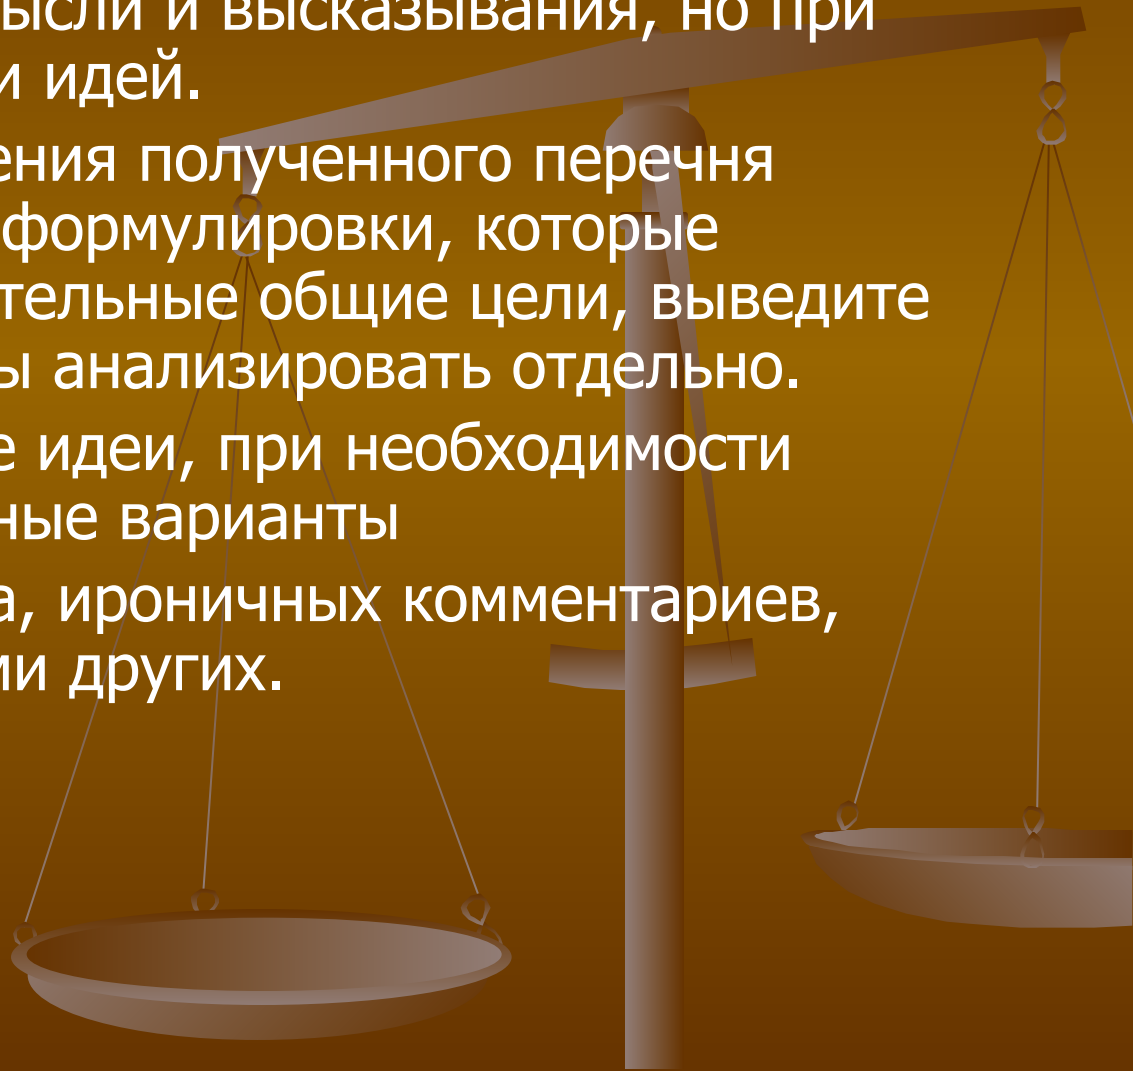 ысли и высказывания, но при
и идей.
ения полученного перечня
формулировки, которые
тельные общие цели, выведите
ы анализировать отдельно.
е идеи, при необходимости
ные варианты
а, ироничных комментариев,
ми других.